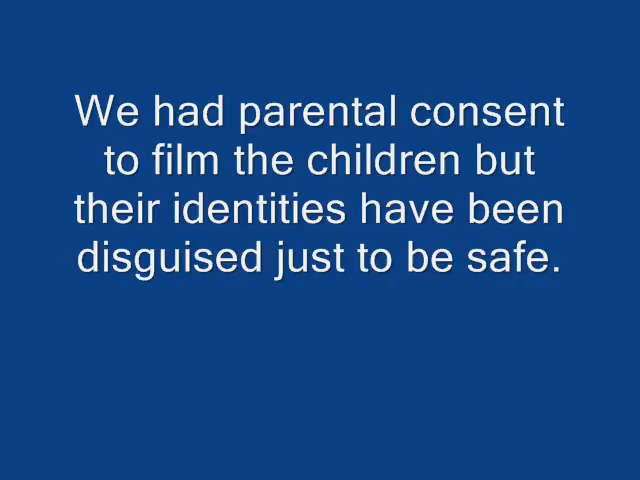 We had parental consent
to film the children but
their identities have been
disguised just to be safe.